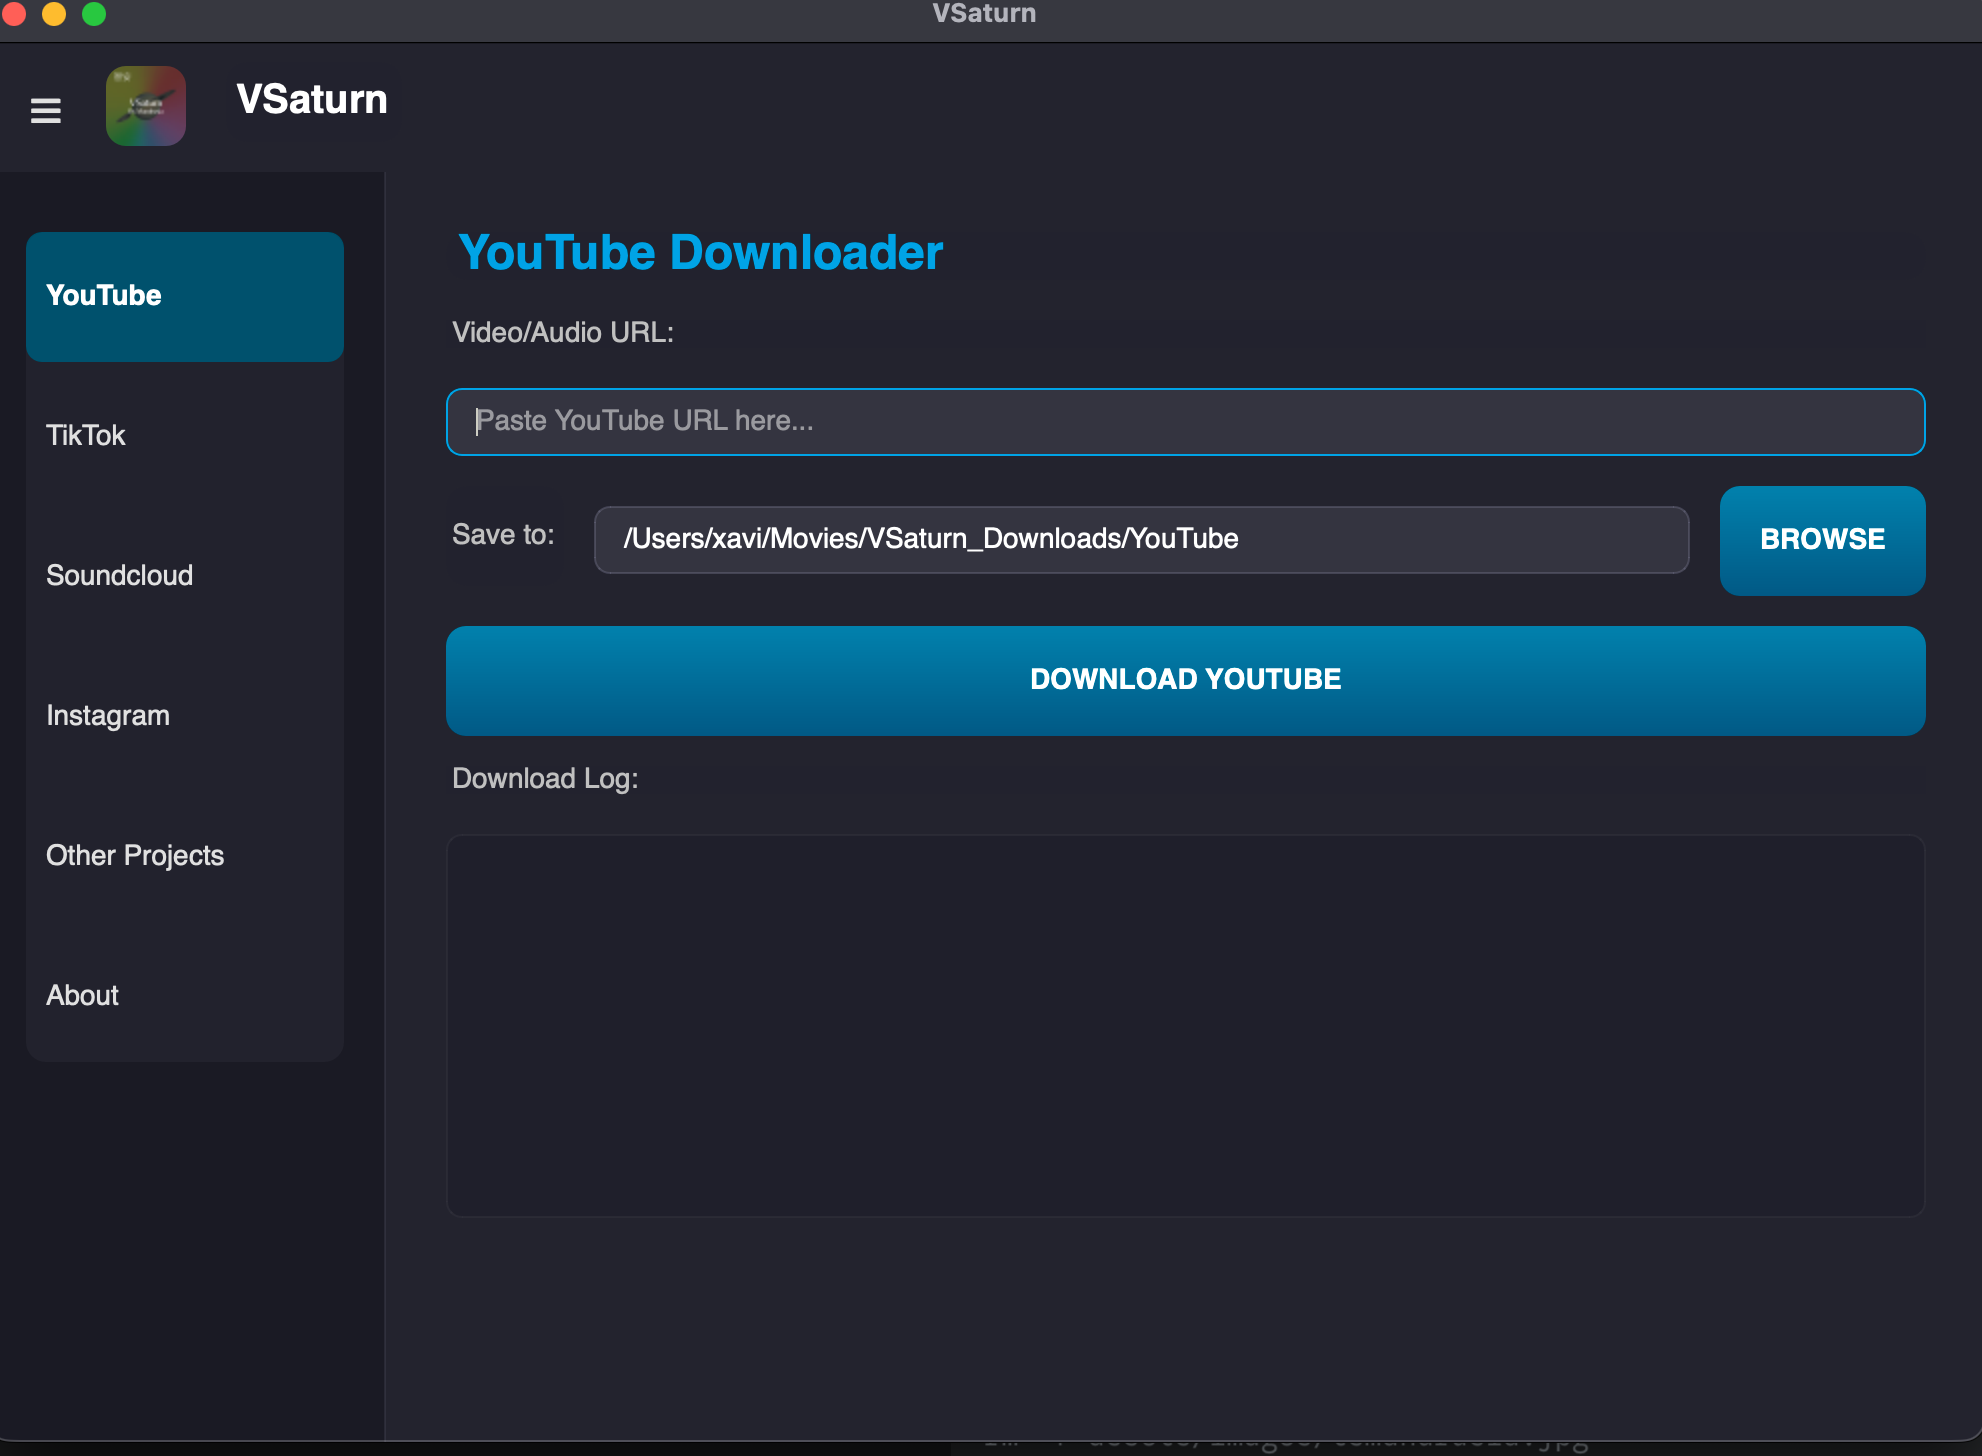 VSaturn
VSaturn
YouTube
TikTok
Soundcloud
Instagram
Other Projects
About
YouTube Downloader
Video/Audio URL:
Paste YouTube URL here...
Save to:
/Users/xavi/Movies/VSaturn_Downloads/YouTube
BROWSE
DOWNLOAD YOUTUBE
Download Log: